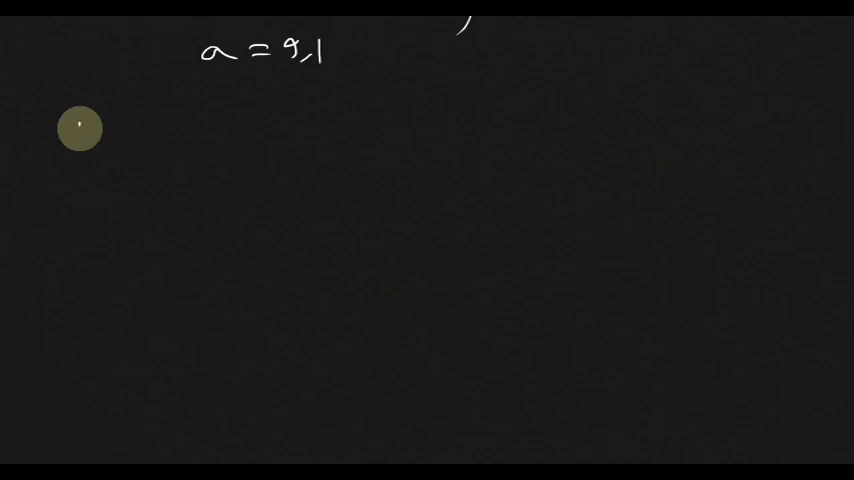 a = 9,1